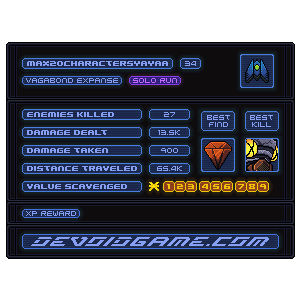 MAX20CHARACTERSYAYAA 34
VAGABOND EXPANSE SOLO RUN
ENEMIES KILLED 27
DAMAGE DEALT 13.5K
DAMAGE TAKEN 900
DISTANCE TRAVELED 65.4K
VALUE SCAVENGED 123456789
BEST FIND
BEST KILL
XP REWARD
DEVOIDGAME.COM